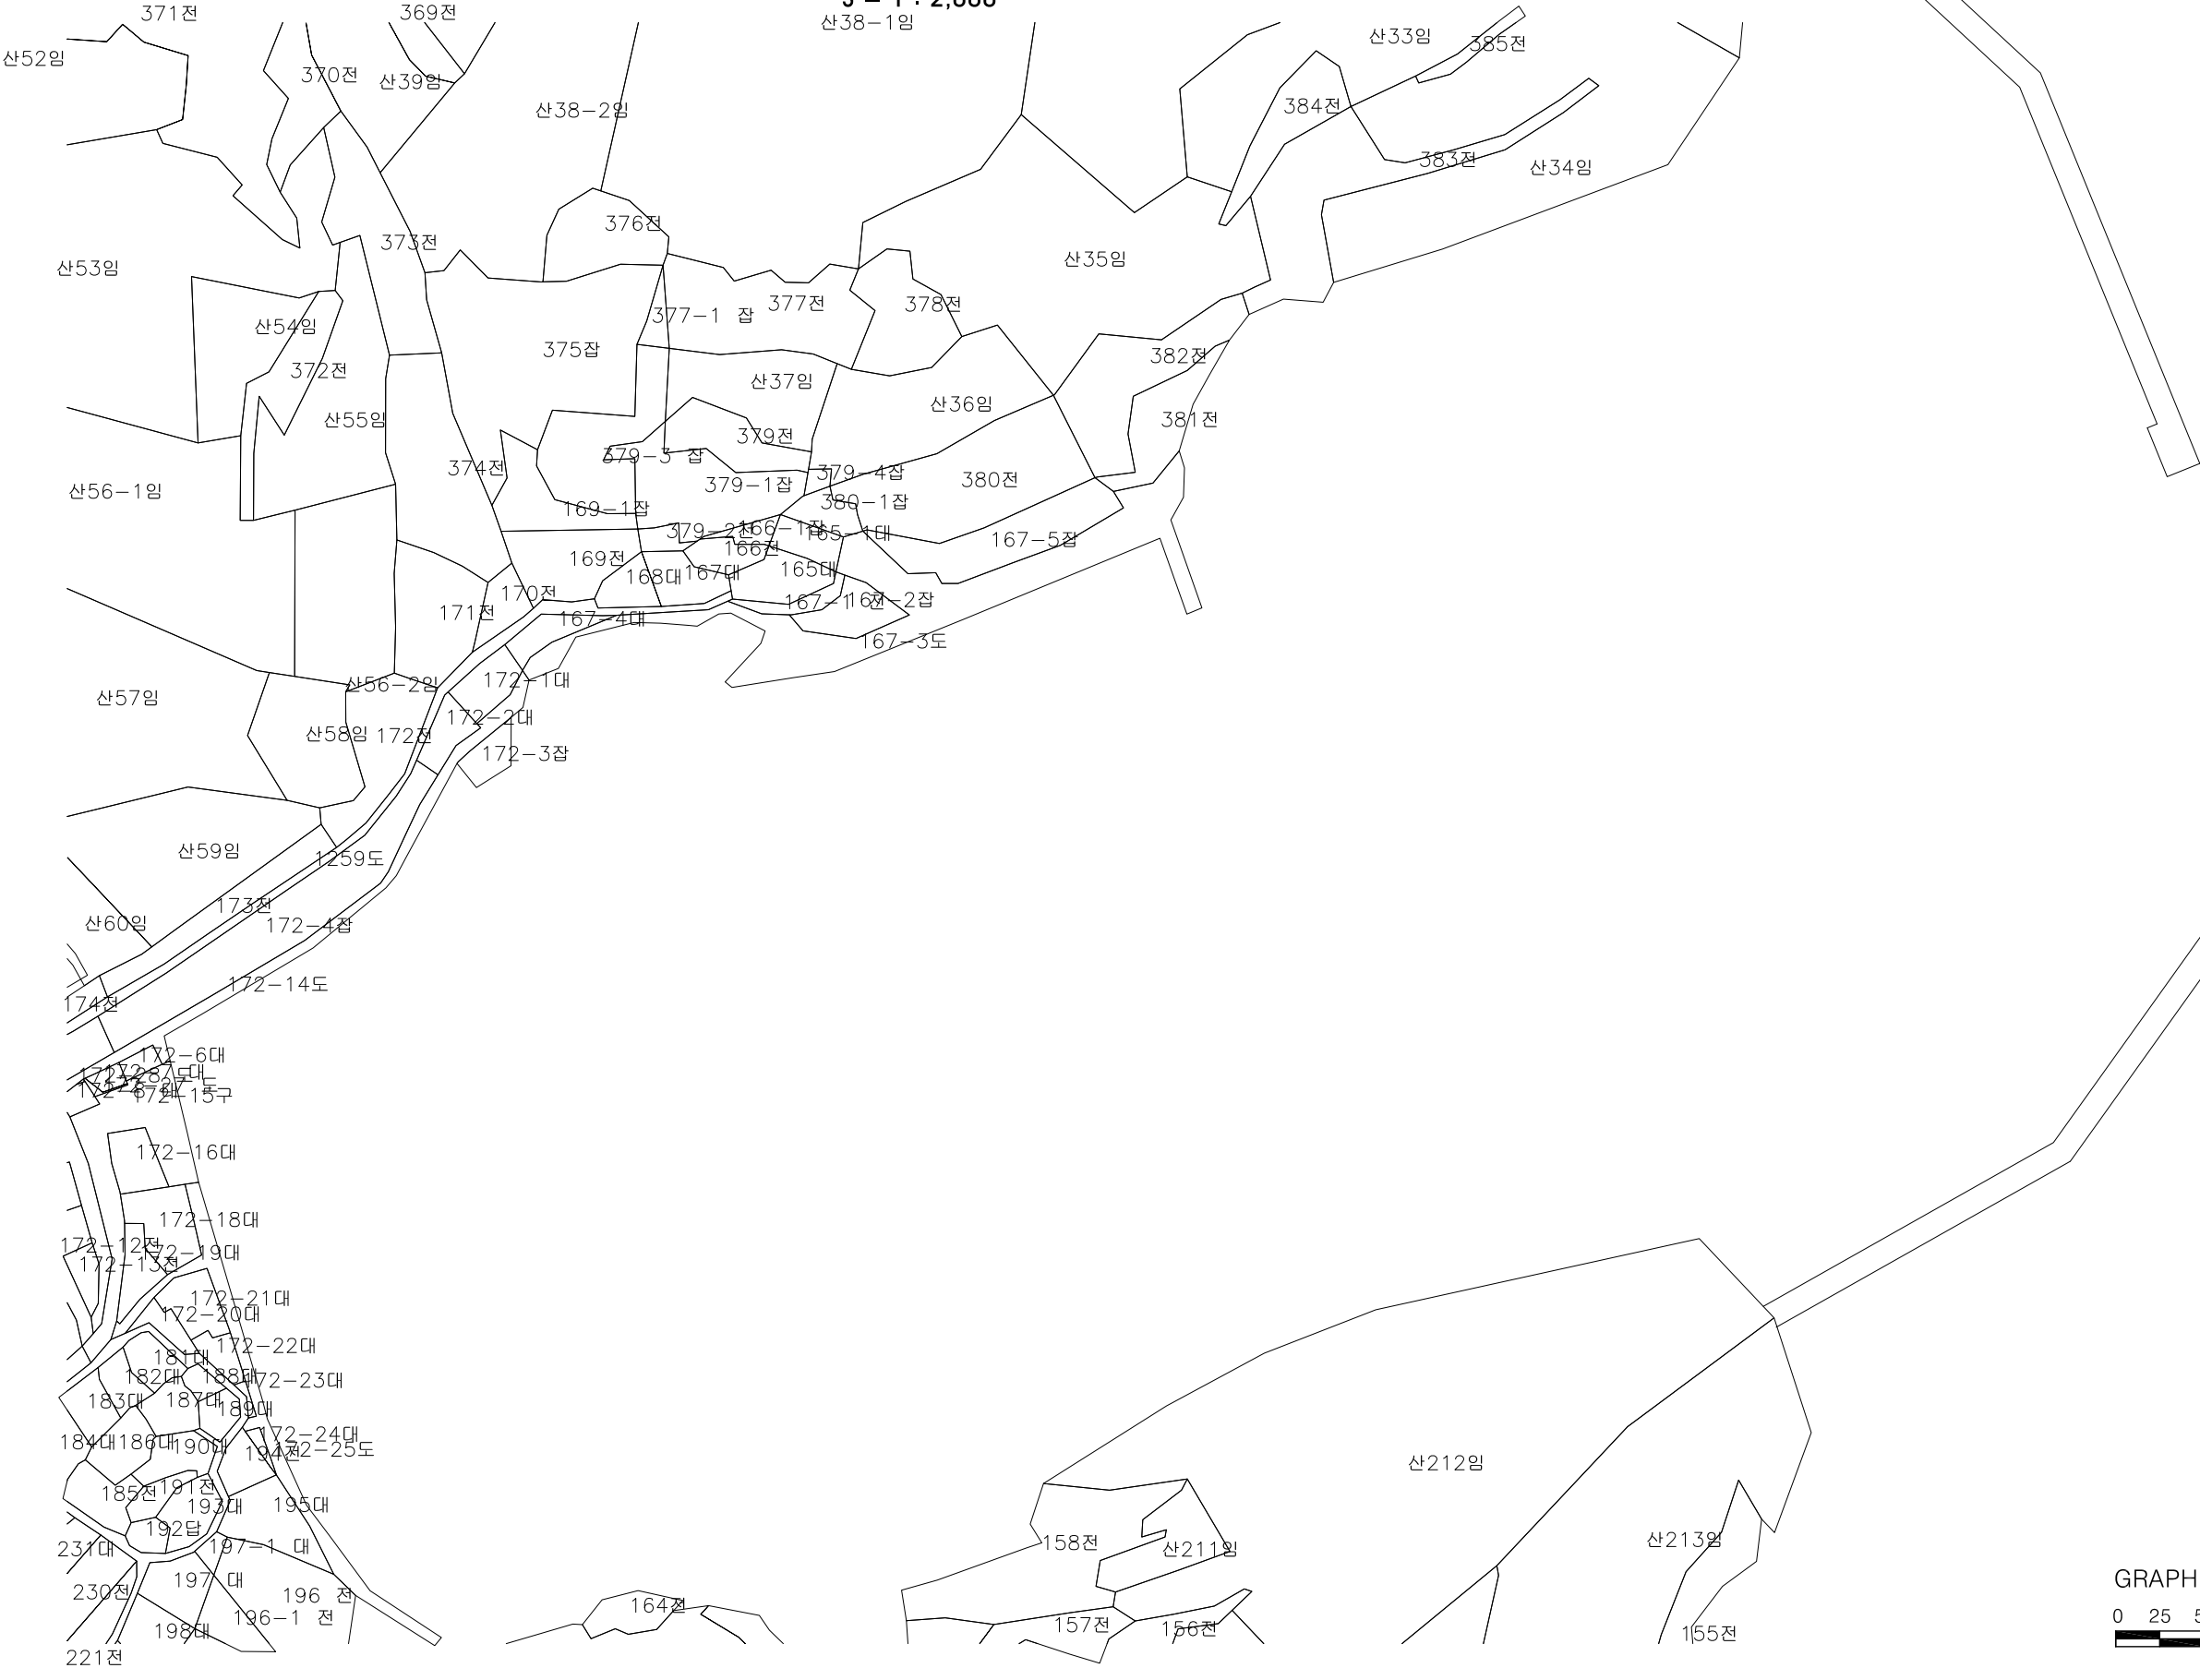 371전
369전
S = 1 : 2,000
산38-1임
산33임
385전
산52임
370전
산39임
산38-2임
384전
383전
산34임
376전
373전
산53임
산35임
377전
378전
377-1 잡
산54임
375잡
382전
372전
산37임
산36임
산55임
381전
379전
379-3 잡
374전
379-4잡
380전
379-1잡
산56-1임
380-1잡
169-1잡
379-2전
166-1잡
165-1대
167-5잡
166전
169전
165대
168대
167대
170전
167-1 전
167-2잡
171전
167-4대
167-3도
172-1대
산56-2임
산57임
172-2대
산58임
172전
172-3잡
산59임
1259도
173전
산60임
172-4잡
172-14도
174전
172-6대
172-15구
172-16대
172-18대
172-12전
172-19대
172-13전
172-21대
172-20대
172-22대
181대
182대
188대
172-23대
183대
187대
189대
172-24대
184대
186대
190대
194전
172-25도
산212임
191전
185전
193대
195대
192답
산213임
158전
231대
197-1 대
산211임
GRAPH
197 대
230전
196 전
164전
196-1 전
0 25
157전
156전
198대
155전
221전